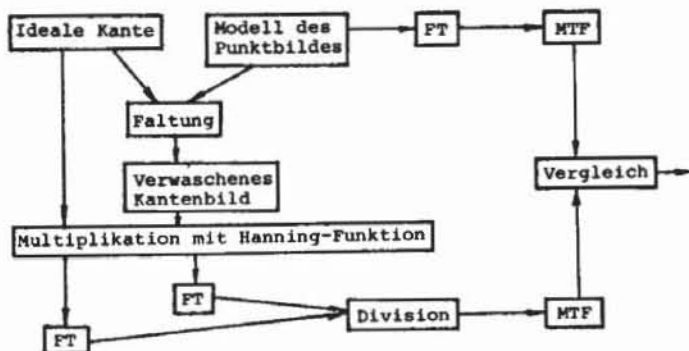 Ideale Kante
Modell des
Punktbildes
FT
MTF
Faltung
Verwaschenes
Kantenbild
Vergleich
Multiplikation mit Hanning-Funktion
FT
Division
MTF
FT